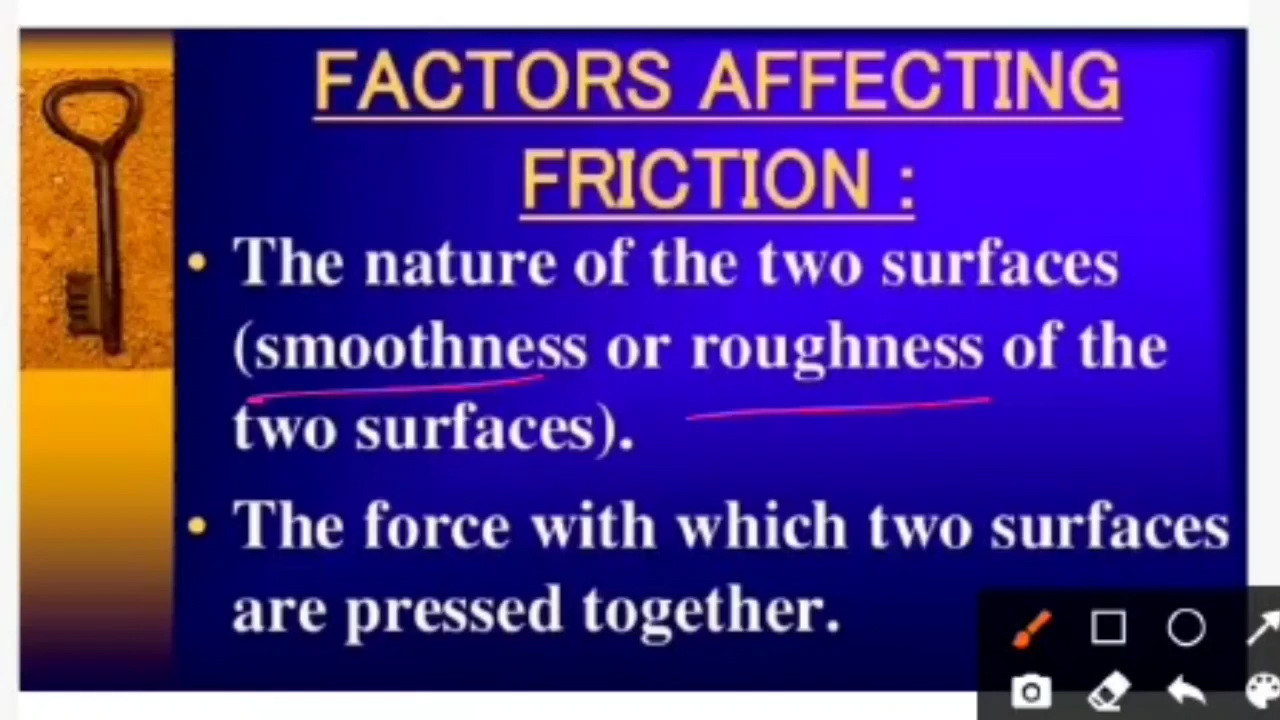 FACTORS AFFECTING
FRICTION :
• The nature of the two surfaces
(smoothness or roughness of the
two surfaces).
• The force with which two surfaces
are pressed together.